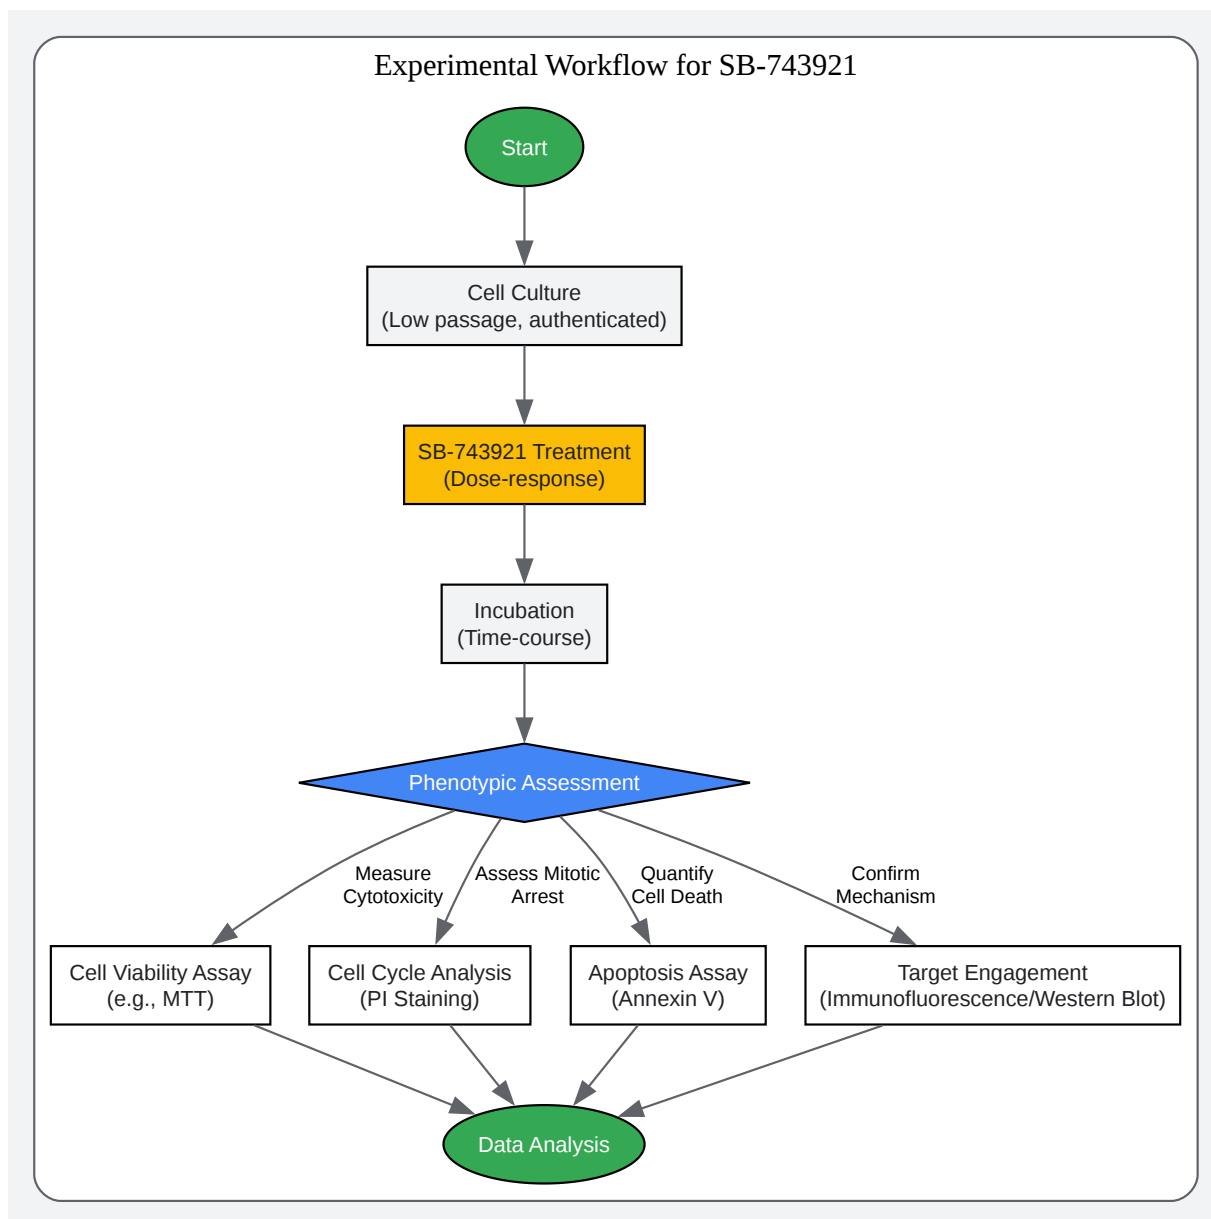 Experimental Workflow for SB-743921
Start
Cell Culture
(Low passage, authenticated)
SB-743921 Treatment
(Dose-response)
Incubation
(Time-course)
Phenotypic Assessment
Measure
Cytotoxicity
Assess Mitotic
Arrest
Quantify
Cell Death
Confirm
Mechanism
Cell Viability Assay
(e.g., MTT)
Cell Cycle Analysis
(PI Staining)
Apoptosis Assay
(Annexin V)
Target Engagement
(Immunofluorescence/Western Blot)
Data Analysis